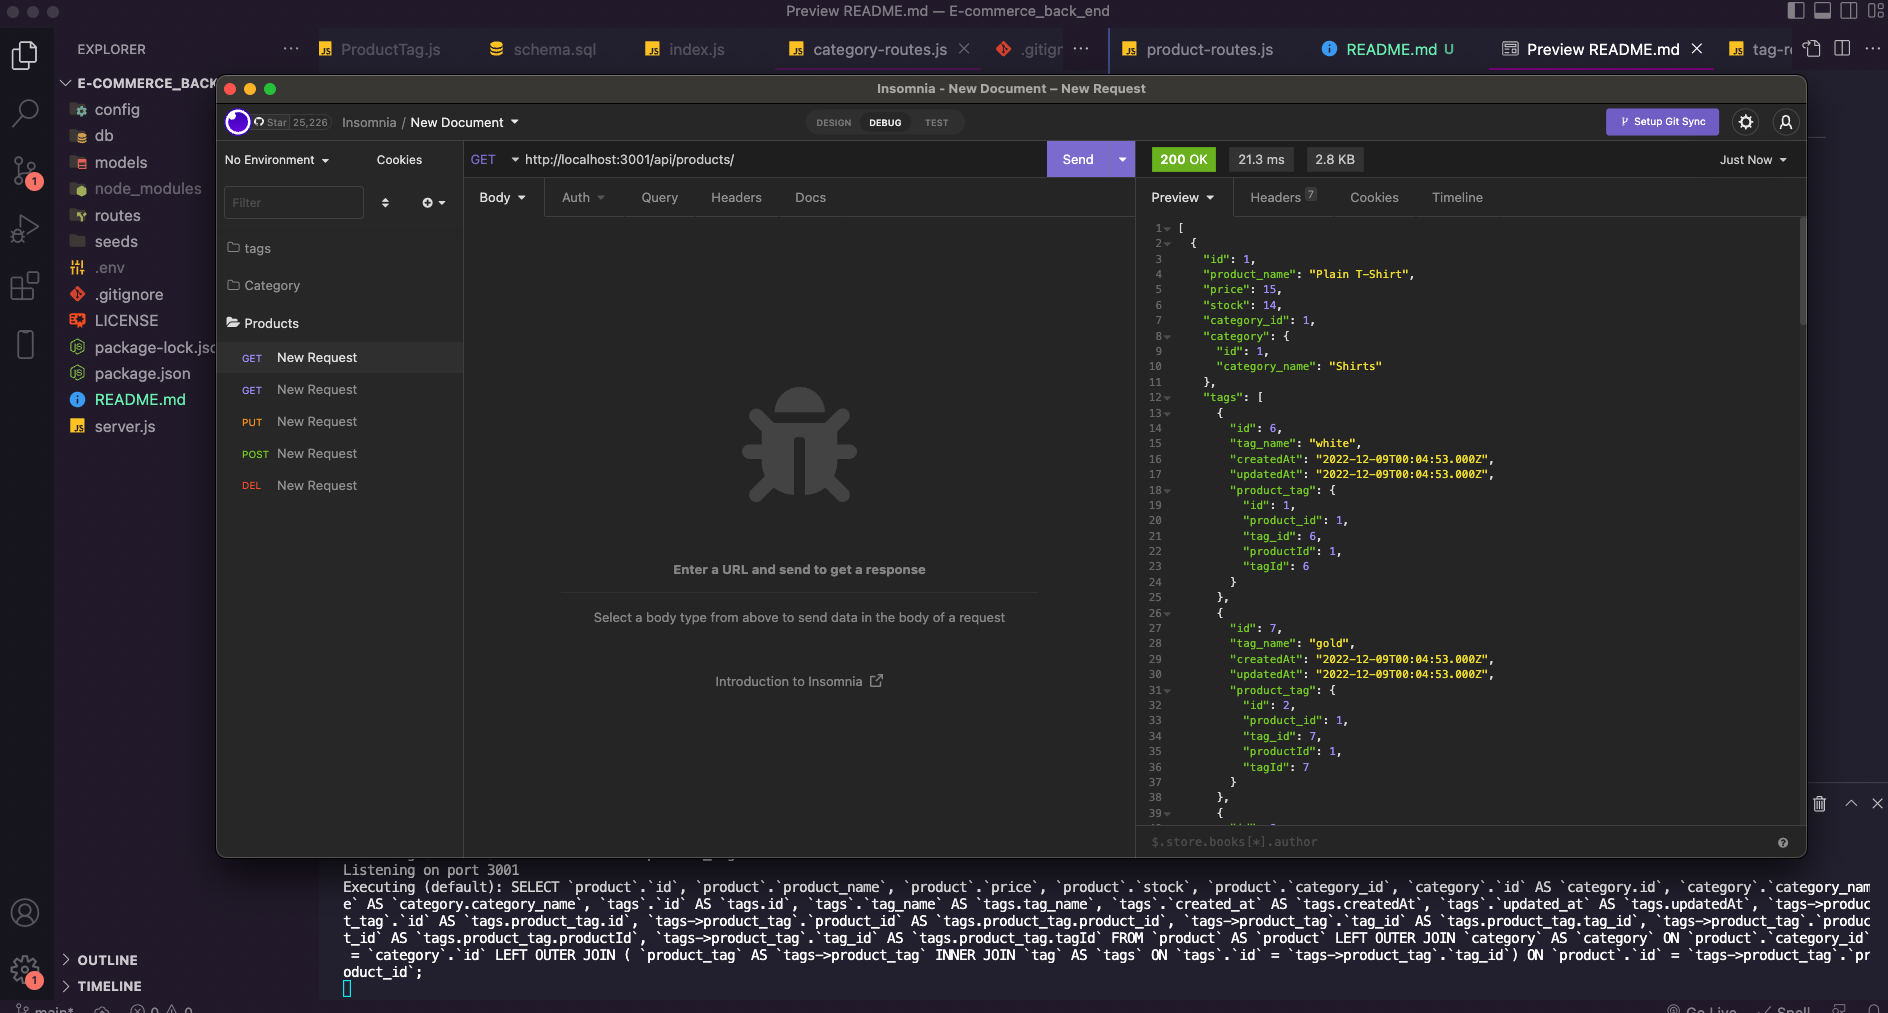 Preview README.md — E-commerce_back_end
EXPLORER
ProductTag.js
schema.sql
index.js
category-routes.js
.gitigr
product-routes.js
README.md U
Preview README.md
tag-r
E-COMMERCE_BACK
config
db
models
node_modules
routes
seeds
.env
.gitignore
LICENSE
package-lock.jsc
package.json
README.md
server.js
OUTLINE
TIMELINE
1
1
Insomnia - New Document – New Request
Star 25,226
Insomnia / New Document
DESIGN DEBUG TEST
Setup Git Sync
No Environment
Cookies
Filter
tags
Category
Products
GET New Request
GET New Request
PUT New Request
POST New Request
DEL New Request
GET http://localhost:3001/api/products/
Send
Body Auth Query Headers Docs
Enter a URL and send to get a response
Select a body type from above to send data in the body of a request
Introduction to Insomnia
200 OK 21.3 ms 2.8 KB
Just Now
Preview Headers 7 Cookies Timeline
1 [
2 {
3 "id": 1,
4 "product_name": "Plain T-Shirt",
5 "price": 15,
6 "stock": 14,
7 "category_id": 1,
8 "category": {
9 "id": 1,
10 "category_name": "Shirts"
11 },
12 "tags": [
13 {
14 "id": 6,
15 "tag_name": "white",
16 "createdAt": "2022-12-09T00:04:53.000Z",
17 "updatedAt": "2022-12-09T00:04:53.000Z",
18 "product_tag": {
19 "id": 1,
20 "product_id": 1,
21 "tag_id": 6,
22 "productId": 1,
23 "tagId": 6
24 }
25 },
26 {
27 "id": 7,
28 "tag_name": "gold",
29 "createdAt": "2022-12-09T00:04:53.000Z",
30 "updatedAt": "2022-12-09T00:04:53.000Z",
31 "product_tag": {
32 "id": 2,
33 "product_id": 1,
34 "tag_id": 7,
35 "productId": 1,
36 "tagId": 7
37 }
38 },
39 {
$.store.books[*].author
Listening on port 3001
Executing (default): SELECT `product`.`id`, `product`.`product_name`, `product`.`price`, `product`.`stock`, `product`.`category_id`, `category`.`id` AS `category.id`, `category`.`category_nam
e` AS `category.category_name`, `tags`.`id` AS `tags.id`, `tags`.`tag_name` AS `tags.tag_name`, `tags`.`created_at` AS `tags.createdAt`, `tags`.`updated_at` AS `tags.updatedAt`, `tags->produc
t_tag`.`id` AS `tags.product_tag.id`, `tags->product_tag`.`product_id` AS `tags.product_tag.product_id`, `tags->product_tag`.`tag_id` AS `tags.product_tag.tag_id`, `tags->product_tag`.`produc
t_id` AS `tags.product_tag.productId`, `tags->product_tag`.`tag_id` AS `tags.product_tag.tagId` FROM `product` AS `product` LEFT OUTER JOIN `category` AS `category` ON `product`.`category_id`
= `category`.`id` LEFT OUTER JOIN ( `product_tag` AS `tags->product_tag` INNER JOIN `tag` AS `tags` ON `tags`.`id` = `tags->product_tag`.`tag_id`) ON `product`.`id` = `tags->product_tag`.`pr
oduct_id`;
main* 0 0
Go Live Spell